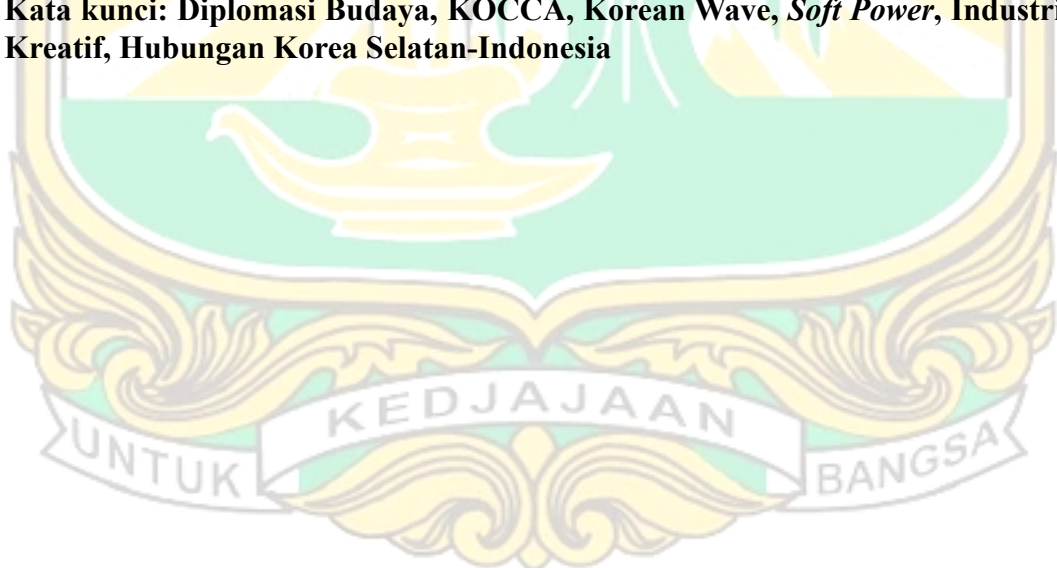 Kata kunci: Diplomasi Budaya, KOCCA, Korean Wave, Soft Power, Industri
Kreatif, Hubungan Korea Selatan-Indonesia
UNTUK KEDJAJAAN BANGSA